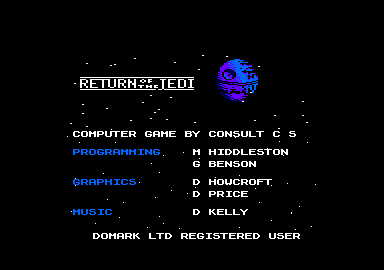 RETURN OF THE JEDI
COMPUTER GAME BY CONSULT C S
PROGRAMMING M HIDDLESTON
G BENSON
GRAPHICS D HOWCROFT
D PRICE
MUSIC D KELLY
DOMARK LTD REGISTERED USER